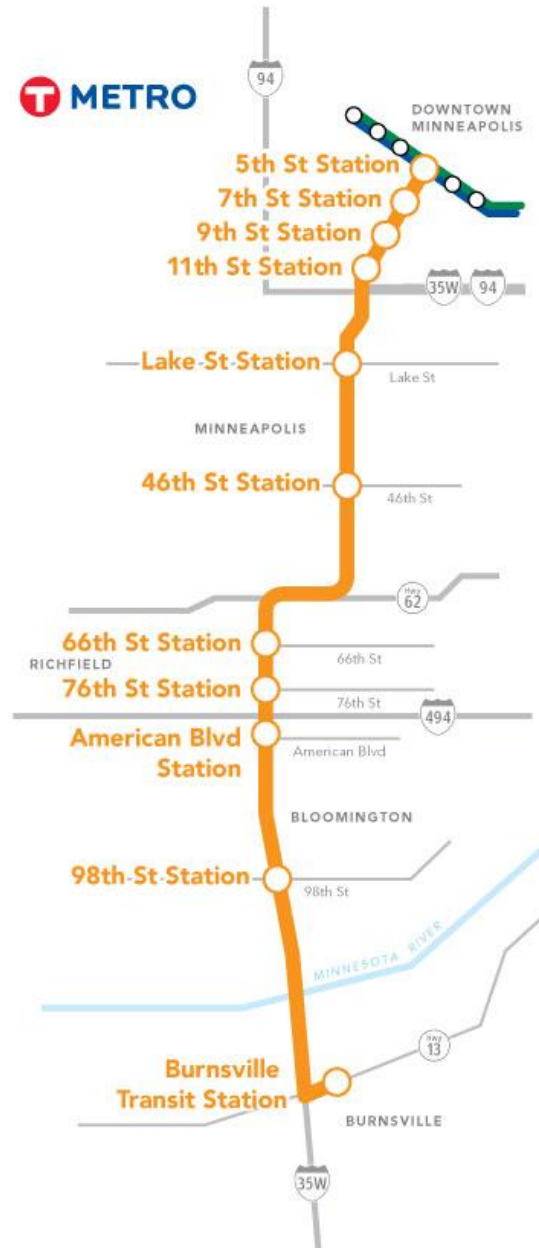 94
T METRO
DOWNTOWN
MINNEAPOLIS
5th St Station
7th St Station
9th St Station
11th St Station
35W 94
Lake St Station
Lake St
MINNEAPOLIS
46th St Station
46th St
Hwy
62
66th St Station
66th St
RICHFIELD
76th St Station
76th St
494
American Blvd
Station
American Blvd
BLOOMINGTON
98th St Station
98th St
MINNESOTA RIVER
Hwy
13
Burnsville
Transit Station
BURNSVILLE
35W